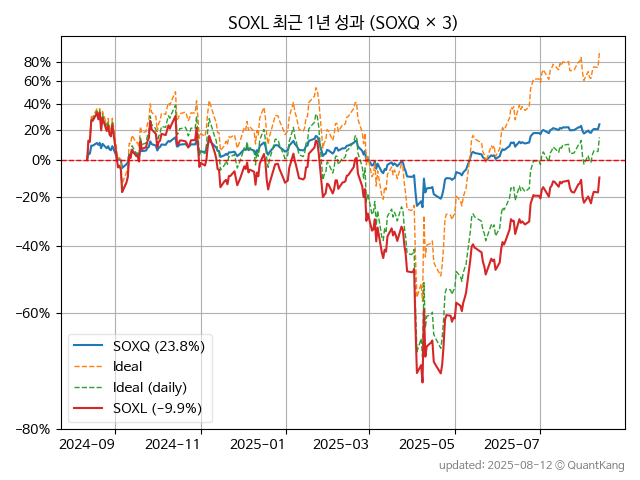 SOXL 최근 1년 성과 (SOXQ × 3)
80%
60%
40%
20%
0%
−20%
−40%
−60%
−80%
SOXQ (23.8%)
Ideal
Ideal (daily)
SOXL (−9.9%)
2024−09
2024−11
2025−01
2025−03
2025−05
2025−07
updated: 2025-08-12 © QuantKang